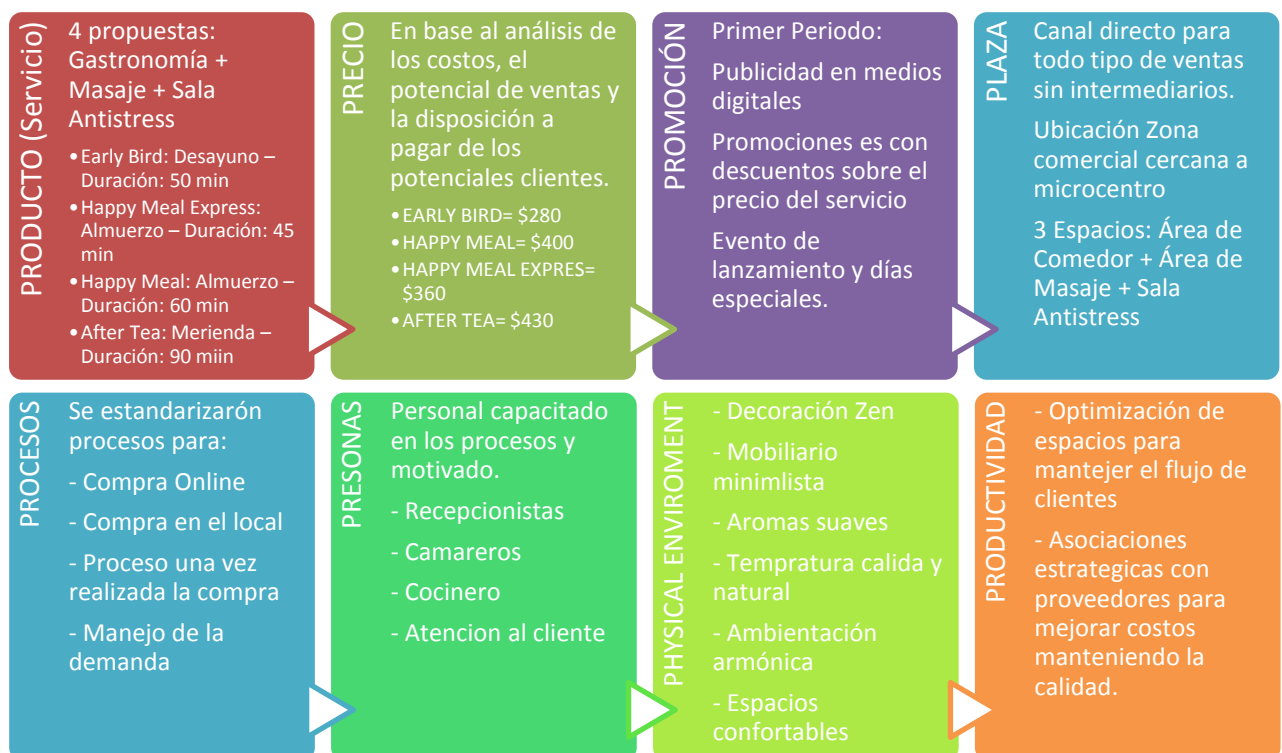 PRODUCTO (Servicio)
4 propuestas:
Gastronomía +
Masaje + Sala
Antistress
•Early Bird: Desayuno –
Duración: 50 min
•Happy Meal Express:
Almuerzo – Duración: 45
min
•Happy Meal: Almuerzo –
Duración: 60 min
•After Tea: Merienda –
Duración: 90 miin
PRECIO
En base al análisis de
los costos, el
potencial de ventas y
la disposición a
pagar de los
potenciales clientes.
•EARLY BIRD= $280
•HAPPY MEAL= $400
•HAPPY MEAL EXPRES=
$360
•AFTER TEA= $430
PROMOCIÓN
Primer Periodo:
Publicidad en medios
digitales
Promociones es con
descuentos sobre el
precio del servicio
Evento de
lanzamiento y días
especiales.
PLAZA
Canal directo para
todo tipo de ventas
sin intermediarios.
Ubicación Zona
comercial cercana a
microcentro
3 Espacios: Área de
Comedor + Área de
Masaje + Sala
Antistress
PROCESOS
Se estandarizarón
procesos para:
- Compra Online
- Compra en el local
- Proceso una vez
realizada la compra
- Manejo de la
demanda
PRESONAS
Personal capacitado
en los procesos y
motivado.
- Recepcionistas
- Camareros
- Cocinero
- Atencion al cliente
PHYSICAL ENVIROMENT
- Decoración Zen
- Mobiliario
minimlista
- Aromas suaves
- Tempratura calida y
natural
- Ambientación
armónica
- Espacios
confortables
PRODUCTIVIDAD
- Optimización de
espacios para
mantejer el flujo de
clientes
- Asociaciones
estrategicas con
proveedores para
mejorar costos
manteniendo la
calidad.